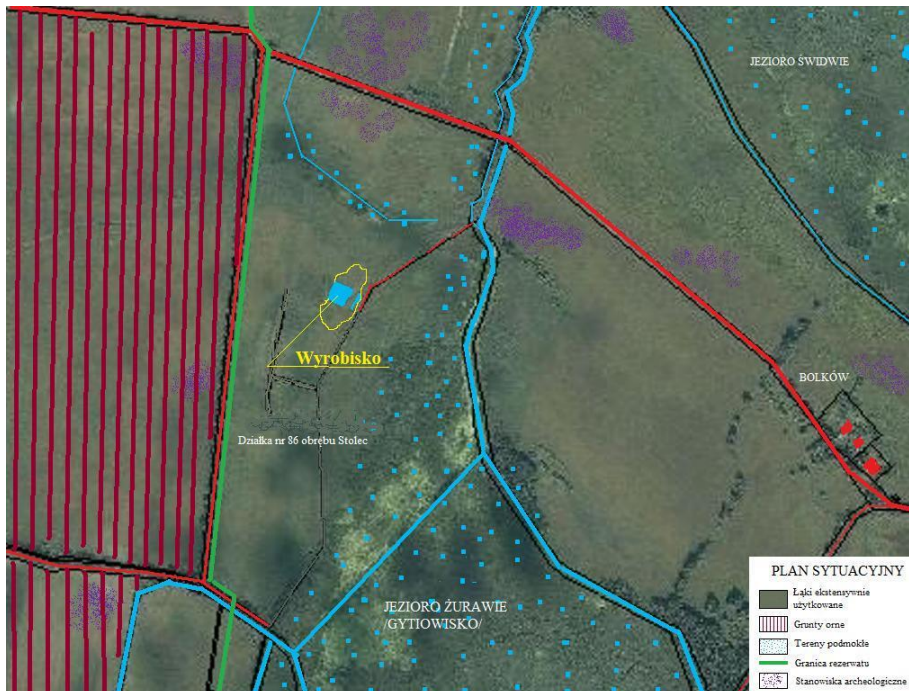 JEZIORO ŚWIDWIE
Wyrobisko
BOLKÓW
Działka nr 86 obrębu Stolec
JEZIORO ŻURAWIE
/GYTIOWISKO/
PLAN SYTUACYJNY
Łąki ekstensywnie
użytkowane
Grunty orne
Tereny podmokłe
Granica rezerwatu
Stanowiska archeologiczne